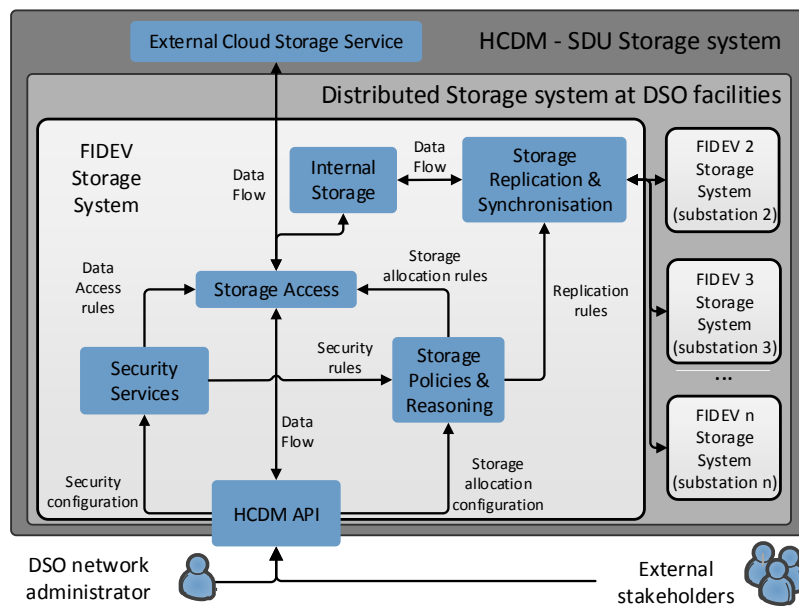 External Cloud Storage Service
HCDM - SDU Storage system
Distributed Storage system at DSO facilities
FIDEV
Storage
System
Data
Flow
Internal
Storage
Data
Flow
Storage
Replication &
Synchronisation
FIDEV 2
Storage
System
(substation 2)
Data
Access
rules
Storage Access
Storage
allocation rules
Replication
rules
FIDEV 3
Storage
System
(substation 3)
...
Security
Services
Security
rules
Storage
Policies &
Reasoning
FIDEV n
Storage
System
(substation n)
Data
Flow
Security
configuration
HCDM API
Storage
allocation
configuration
DSO network
administrator
External
stakeholders